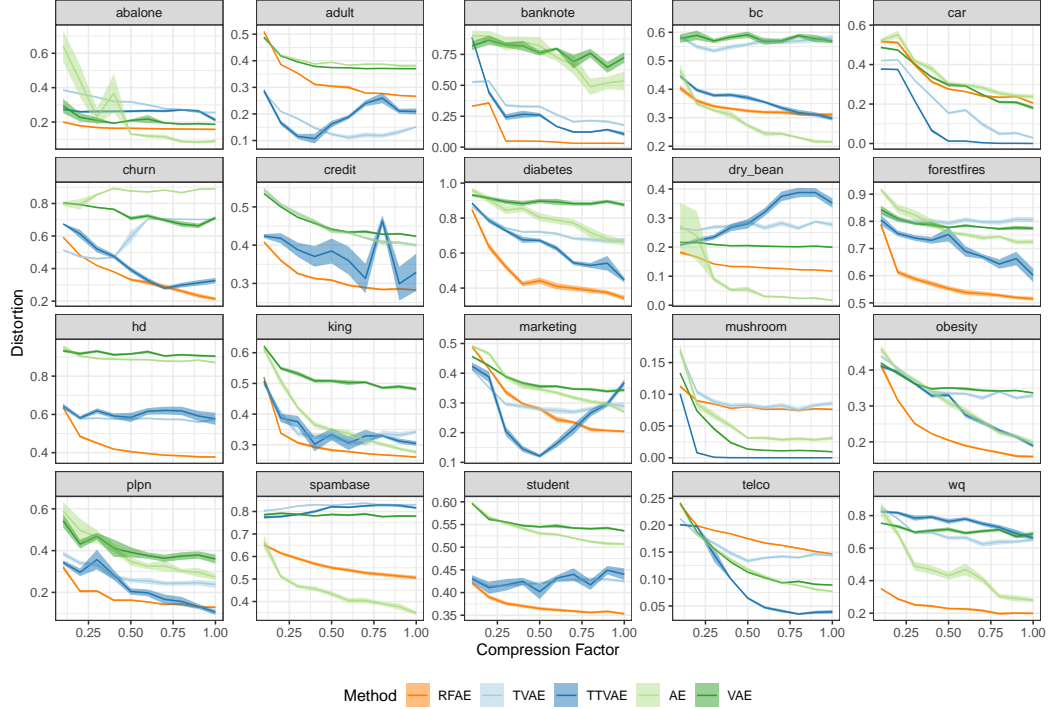 abalone adult banknote bc car
0.6 0.4 0.2
0.5 0.4 0.3 0.2 0.1
0.75 0.50 0.25 0.00
0.6 0.5 0.4 0.3 0.2
0.6 0.4 0.2 0.0
churn credit diabetes dry_bean forestfires
0.8 0.6 0.4 0.2
0.5 0.4 0.3
1.0 0.8 0.6 0.4
0.4 0.3 0.2 0.1 0.0
0.9 0.8 0.7 0.6 0.5
Distortion
hd king marketing mushroom obesity
0.8 0.6 0.4
0.6 0.5 0.4 0.3
0.5 0.4 0.3 0.2 0.1
0.15 0.10 0.05 0.00
0.4 0.3 0.2
plpn spambase student telco wq
0.6 0.4 0.2
0.8 0.7 0.6 0.5 0.4
0.60 0.55 0.50 0.45 0.40 0.35
0.25 0.20 0.15 0.10 0.05
0.8 0.6 0.4 0.2
0.25 0.50 0.75 1.00 0.25 0.50 0.75 1.00 0.25 0.50 0.75 1.00 0.25 0.50 0.75 1.00 0.25 0.50 0.75 1.00
Compression Factor
Method RFAE TVAE TTVAE AE VAE